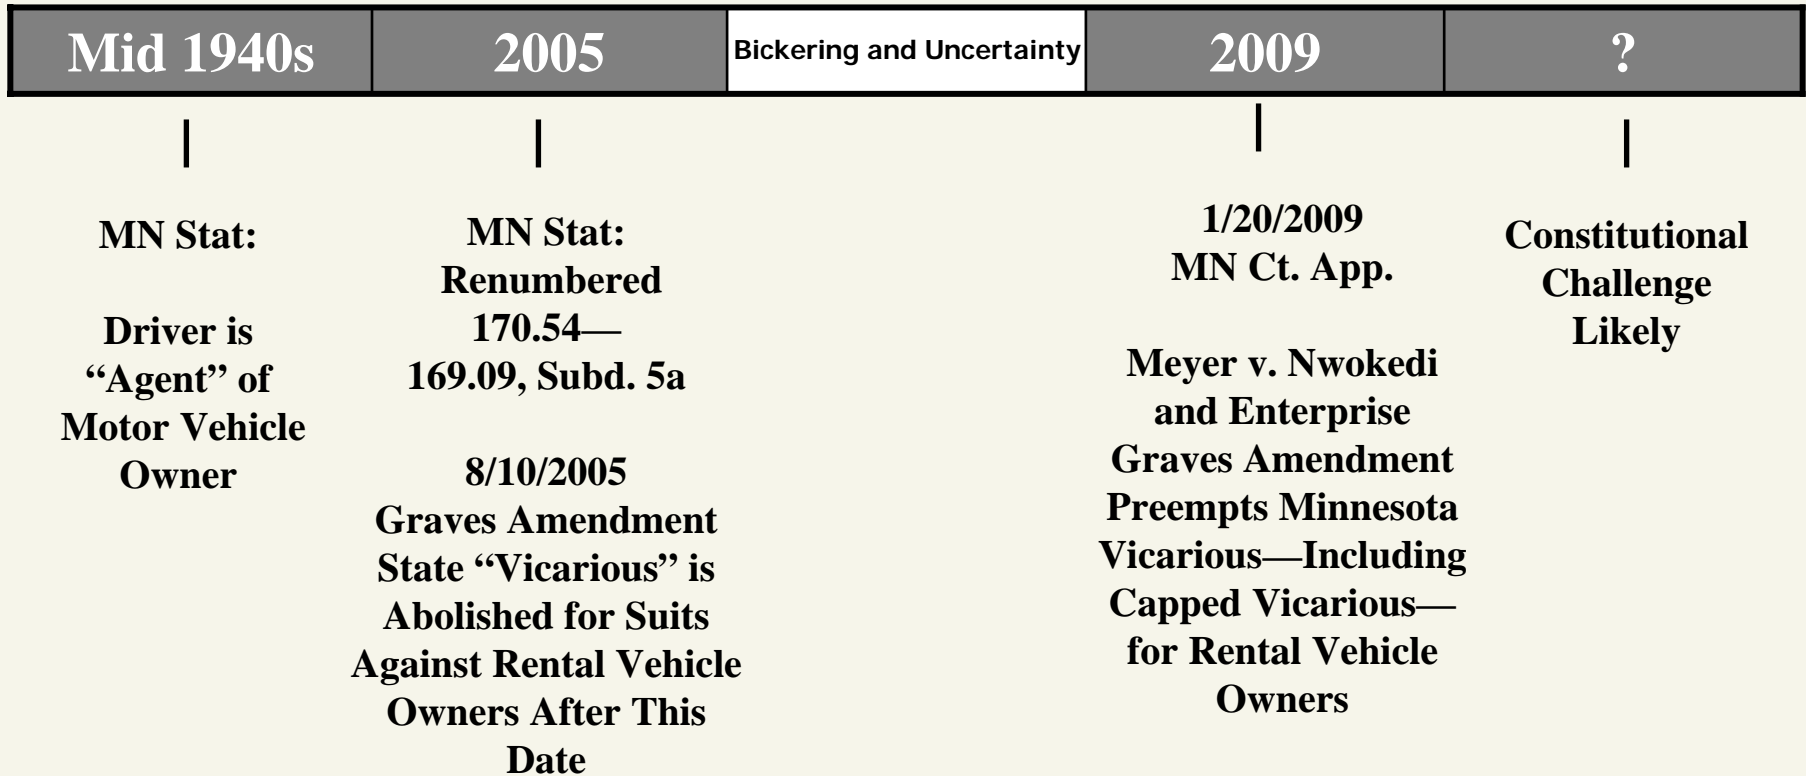 Mid 1940s
2005
Bickering and Uncertainty
2009
?
MN Stat:
Driver is
“Agent” of
Motor Vehicle
Owner
MN Stat:
Renumbered
170.54—
169.09, Subd. 5a
8/10/2005
Graves Amendment
State “Vicarious” is
Abolished for Suits
Against Rental Vehicle
Owners After This
Date
1/20/2009
MN Ct. App.
Meyer v. Nwokedi
and Enterprise
Graves Amendment
Preempts Minnesota
Vicarious—Including
Capped Vicarious—
for Rental Vehicle
Owners
Constitutional
Challenge
Likely